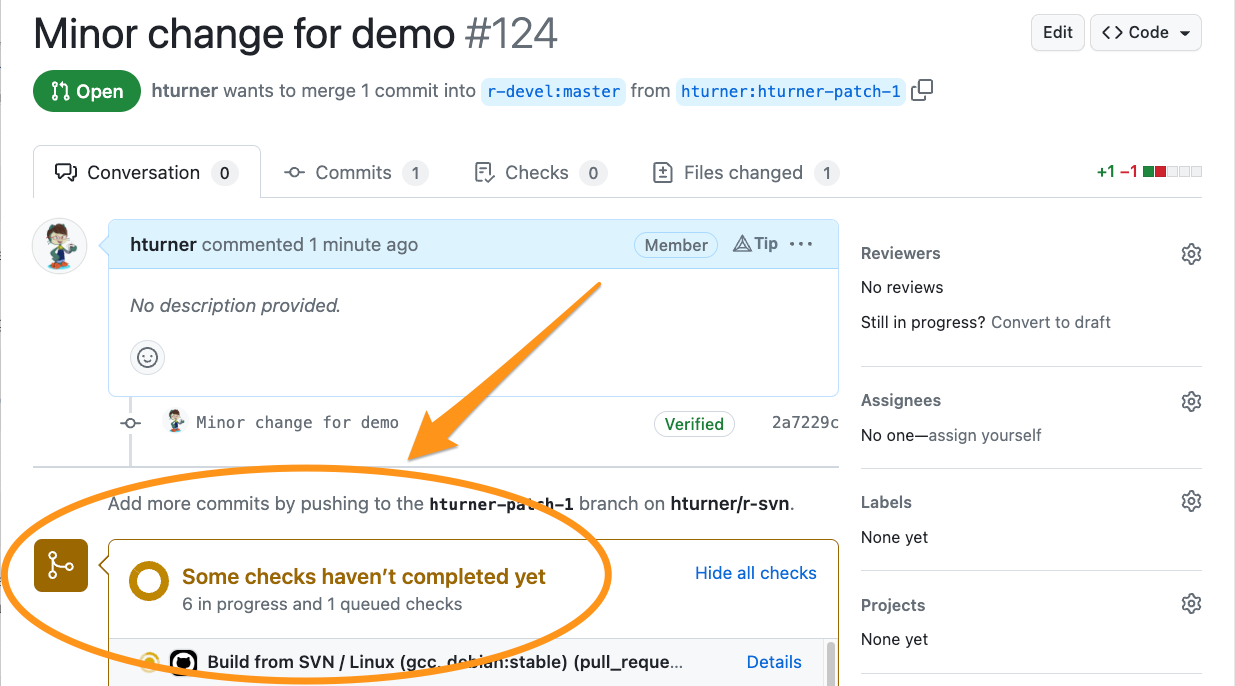 Minor change for demo #124
Edit
Code
Open
hturner wants to merge 1 commit into r-devel:master from hturner:hturner-patch-1
Conversation 0
Commits 1
Checks 0
Files changed 1
+1 −1
hturner commented 1 minute ago
Member
Tip
No description provided.
Minor change for demo
Verified
2a7229c
Add more commits by pushing to the hturner-patch-1 branch on hturner/r-svn.
Some checks haven’t completed yet
6 in progress and 1 queued checks
Hide all checks
Build from SVN / Linux (gcc, debian:stable) (pull_reque...
Details
Reviewers
No reviews
Still in progress? Convert to draft
Assignees
No one—assign yourself
Labels
None yet
Projects
None yet